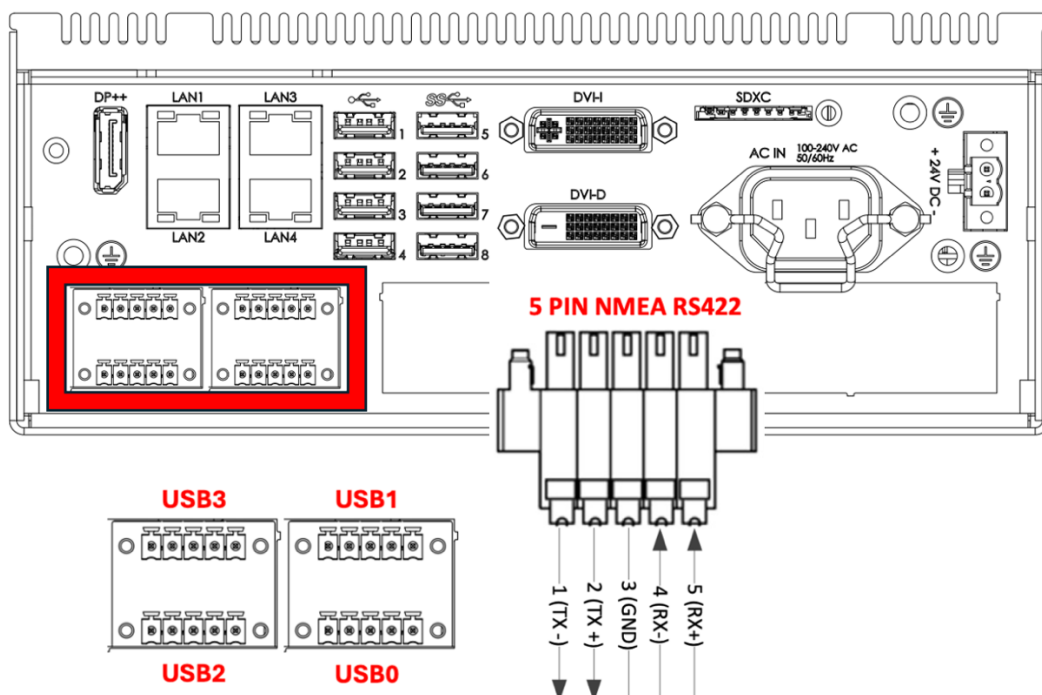 DP++
LAN1
LAN3
LAN2
LAN4
1
2
3
4
SS
5
6
7
8
DVI-I
DVI-D
SDXC
AC IN
100-240V AC
50/60Hz
+ 24V DC -
5 PIN NMEA RS422
USB3
USB1
USB2
USB0
1 (TX -)
2 (TX +)
3 (GND)
4 (RX-)
5 (RX+)